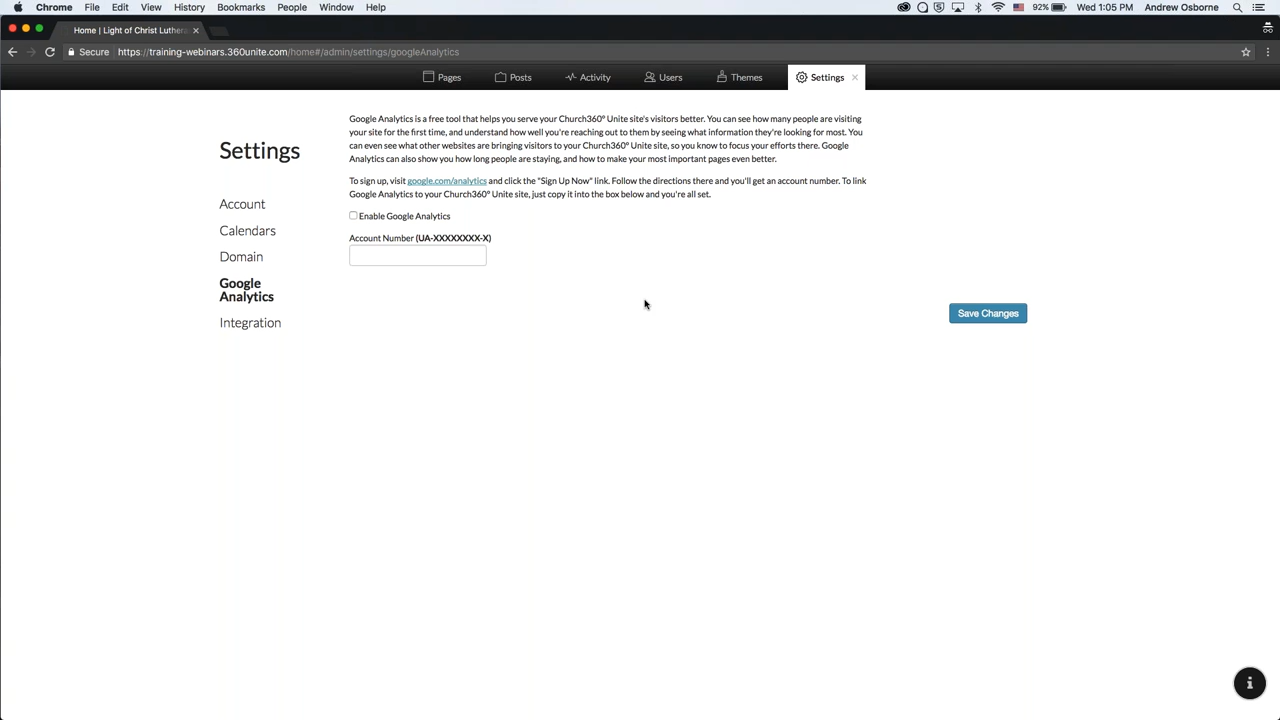 Chrome File Edit View History Bookmarks People Window Help 92% Wed 1:05 PM Andrew Osborne
Home | Light of Christ Luthera
Secure https://training-webinars.360unite.com/home#/admin/settings/googleAnalytics
Pages Posts Activity Users Themes Settings
Google Analytics is a free tool that helps you serve your Church360° Unite site's visitors better. You can see how many people are visiting
your site for the first time, and understand how well you're reaching out to them by seeing what information they're looking for most. You
can even see what other websites are bringing visitors to your Church360° Unite site, so you know to focus your efforts there. Google
Analytics can also show you how long people are staying, and how to make your most important pages even better.
To sign up, visit google.com/analytics and click the "Sign Up Now" link. Follow the directions there and you'll get an account number. To link
Google Analytics to your Church360° Unite site, just copy it into the box below and you're all set.
Enable Google Analytics
Account Number (UA-XXXXXXXX-X)
Save Changes
Settings
Account
Calendars
Domain
Google
Analytics
Integration